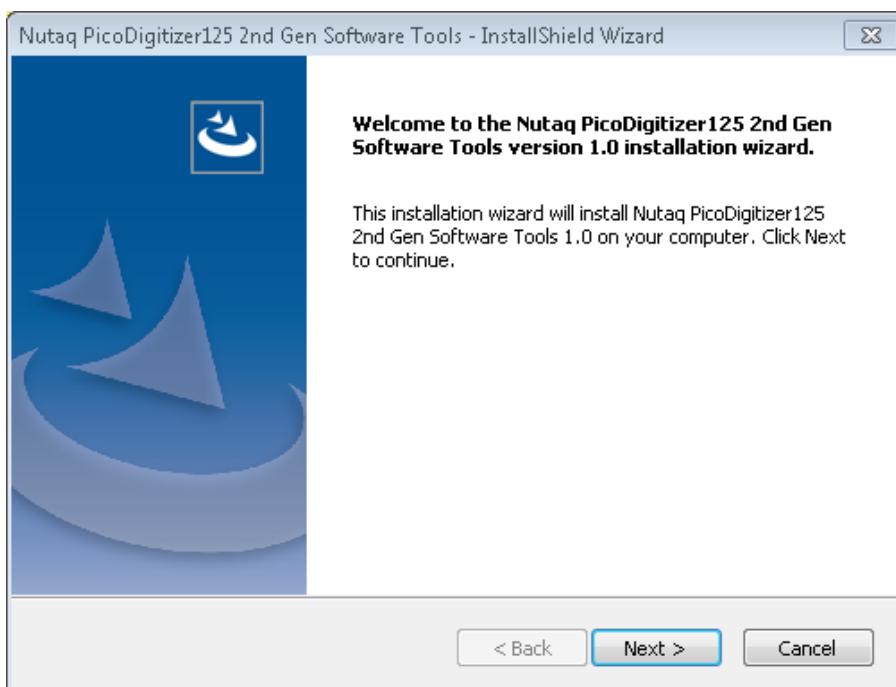 Nutaq PicoDigitizer125 2nd Gen Software Tools - InstallShield Wizard
Welcome to the Nutaq PicoDigitizer125 2nd Gen
Software Tools version 1.0 installation wizard.
This installation wizard will install Nutaq PicoDigitizer125
2nd Gen Software Tools 1.0 on your computer. Click Next
to continue.
< Back
Next >
Cancel